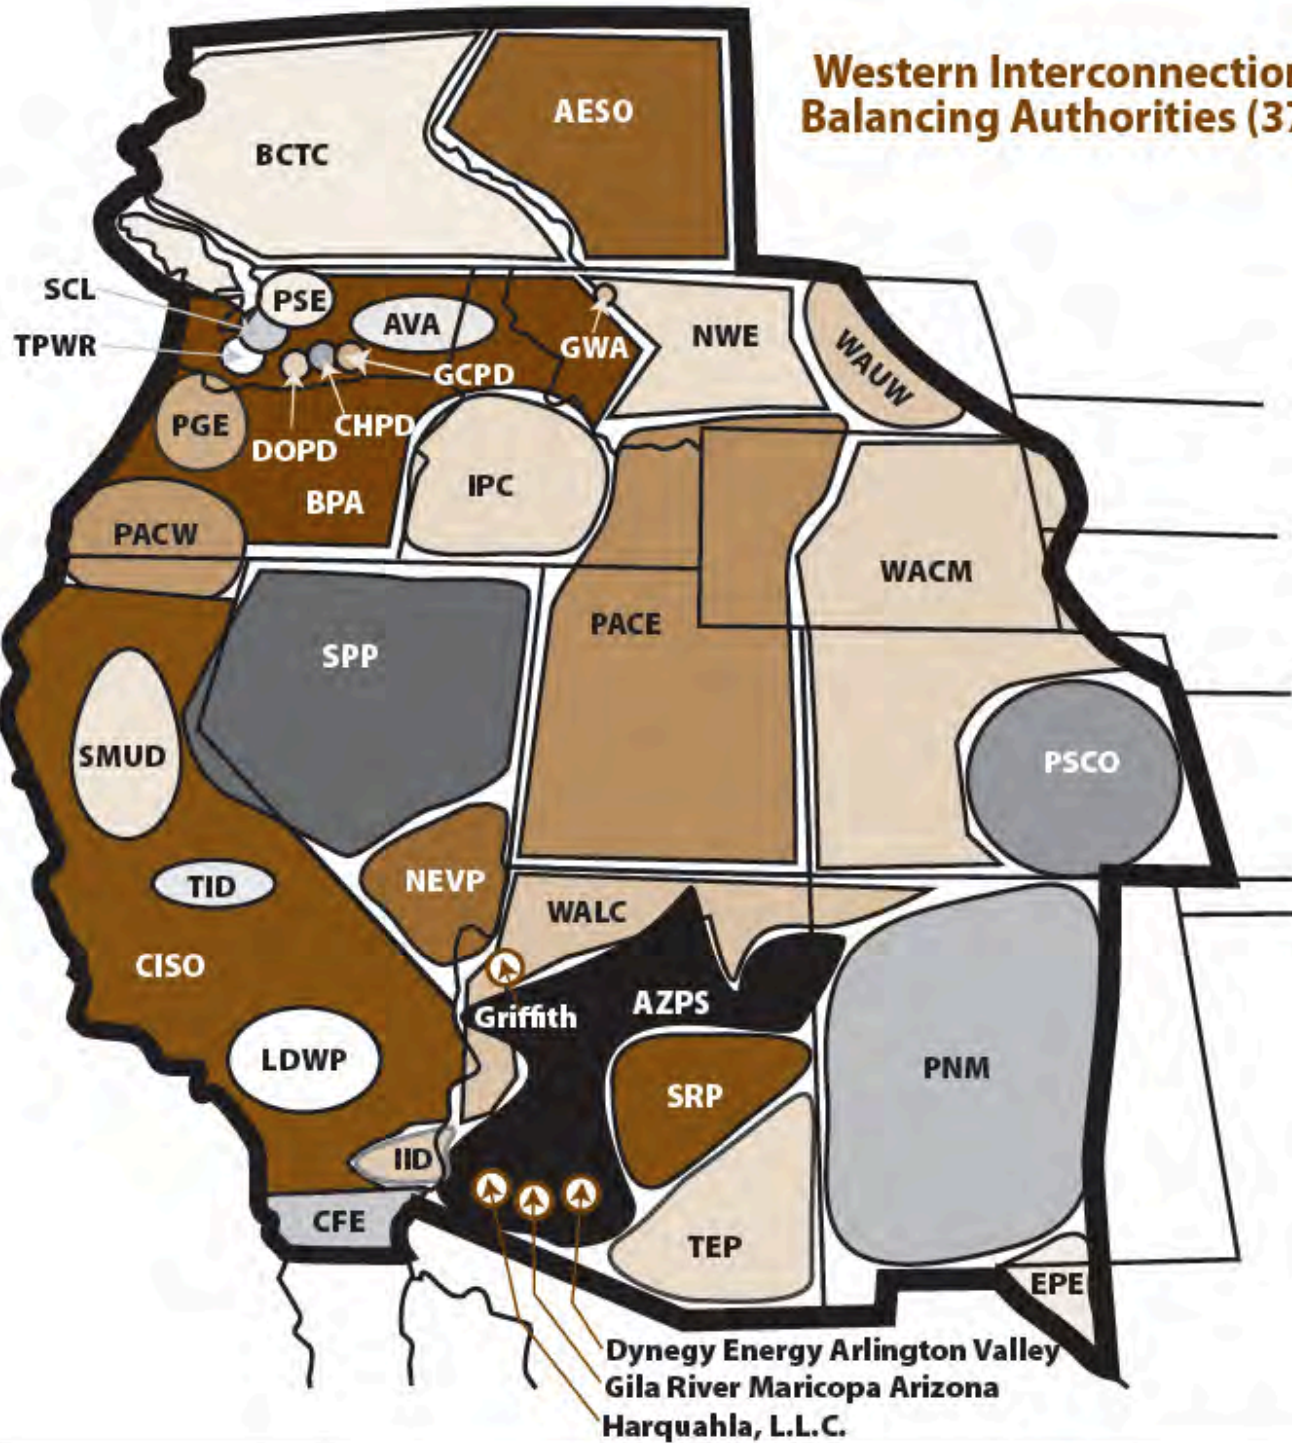 Western Interconnection
Balancing Authorities (37
AESO
BCTC
SCL
PSE
TPWR
AVA
GWA
NWE
WAUW
GCPD
PGE
CHPD
DOPD
BPA
IPC
PACW
WACM
PACE
SPP
SMUD
PSCO
TID
NEVP
WALC
CISO
Griffith
AZPS
LDWP
SRP
PNM
IID
CFE
TEP
EPE
Dynegy Energy Arlington Valley
Gila River Maricopa Arizona
Harquahla, L.L.C.